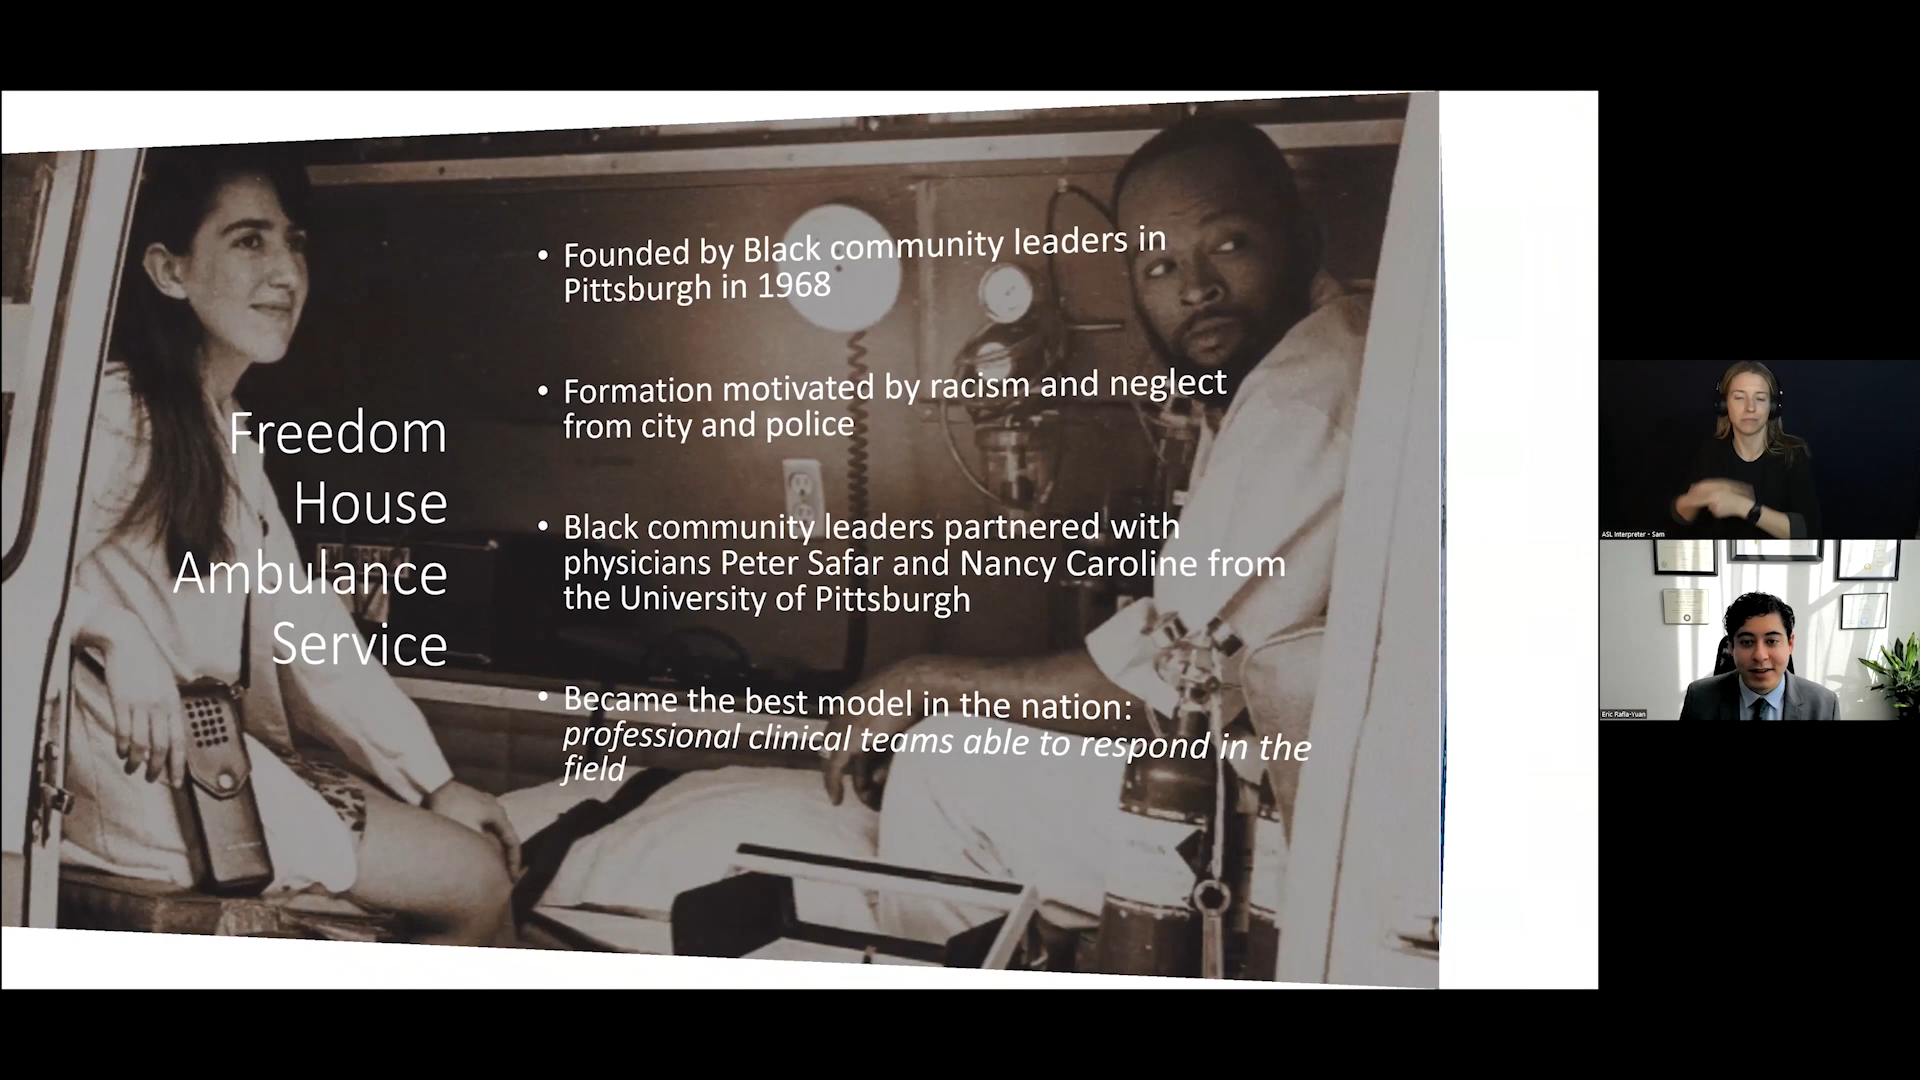 Freedom
House
Ambulance
Service
• Founded by Black community leaders in
Pittsburgh in 1968
• Formation motivated by racism and neglect
from city and police
• Black community leaders partnered with
physicians Peter Safar and Nancy Caroline from
the University of Pittsburgh
• Became the best model in the nation:
professional clinical teams able to respond in the
field
ASL Interpreter - Sam
Eric Rafla-Yuan